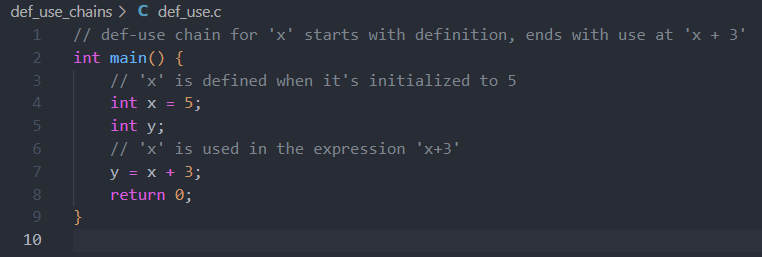 def_use_chains > C def_use.c
1 // def-use chain for 'x' starts with definition, ends with use at 'x + 3'
2 int main() {
3 // 'x' is defined when it's initialized to 5
4 int x = 5;
5 int y;
6 // 'x' is used in the expression 'x+3'
7 y = x + 3;
8 return 0;
9 }
10